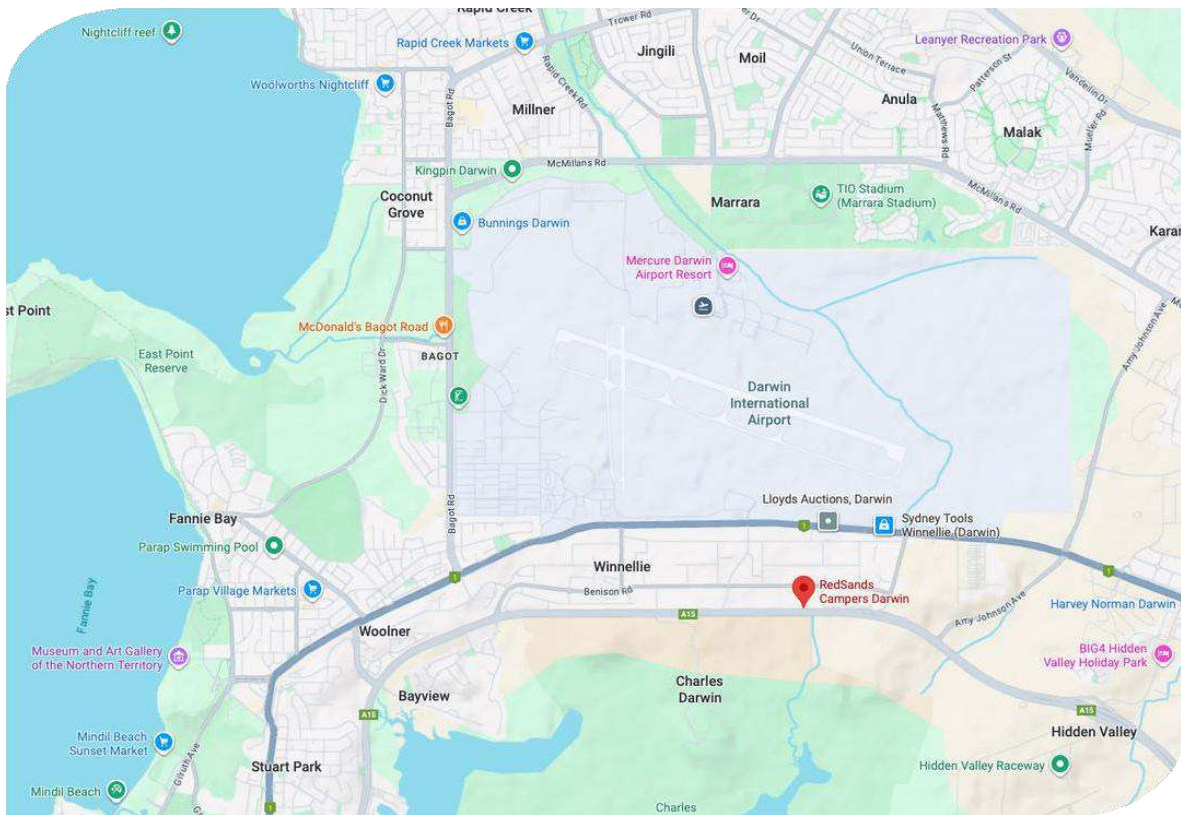 Rapid Creek
Nightcliff reef
Rapid Creek Markets
Trower Rd
Leanyer Recreation Park
Jingili
Moil
Union Terrace
Patterson St
Vanderlin Dr
Woolworths Nightcliff
Bagot Rd
Rapid Creek Rd
Millner
Anula
Matthews Rd
Malak
Mueller Rd
McMillans Rd
Kingpin Darwin
Coconut
Grove
Marrara
TIO Stadium
(Marrara Stadium)
McMillans Rd
Bunnings Darwin
Karam
Mercure Darwin
Airport Resort
st Point
McDonald's Bagot Road
East Point
Reserve
BAGOT
Dick Ward Dr
Amy Johnson Ave
Darwin
International
Airport
Lloyds Auctions, Darwin
Fannie Bay
Bagot Rd
1
Sydney Tools
Winnellie (Darwin)
Parap Swimming Pool
Winnellie
1
1
Parap Village Markets
Benison Rd
RedSands
Campers Darwin
Fannie Bay
A15
Amy Johnson Ave
Harvey Norman Darwin
Woolner
Museum and Art Gallery
of the Northern Territory
BIG4 Hidden
Valley Holiday Park
Bayview
Charles
Darwin
A15
A15
Mindil Beach
Sunset Market
Gilruth Ave
Hidden Valley
Stuart Park
Hidden Valley Raceway
Mindil Beach
1
Charles